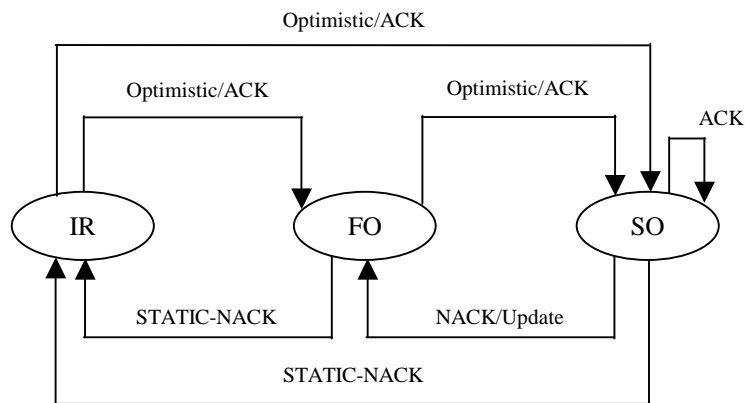 Optimistic/ACK
Optimistic/ACK
Optimistic/ACK
ACK
IR
FO
SO
STATIC-NACK
NACK/Update
STATIC-NACK